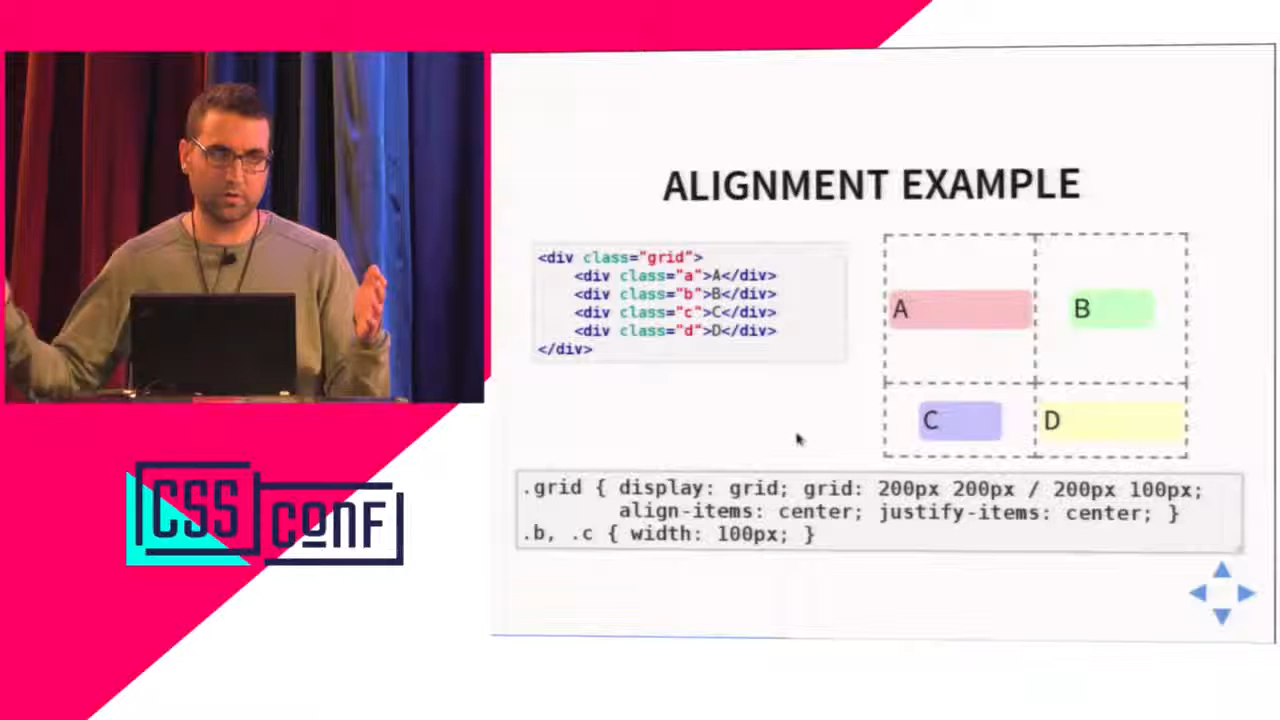 ALIGNMENT EXAMPLE
<div class="grid">
<div class="a">A</div>
<div class="b">B</div>
<div class="c">C</div>
<div class="d">D</div>
</div>
A
B
C
D
.grid { display: grid; grid: 200px 200px / 200px 100px;
align-items: center; justify-items: center; }
.b, .c { width: 100px; }
CSS
CONF